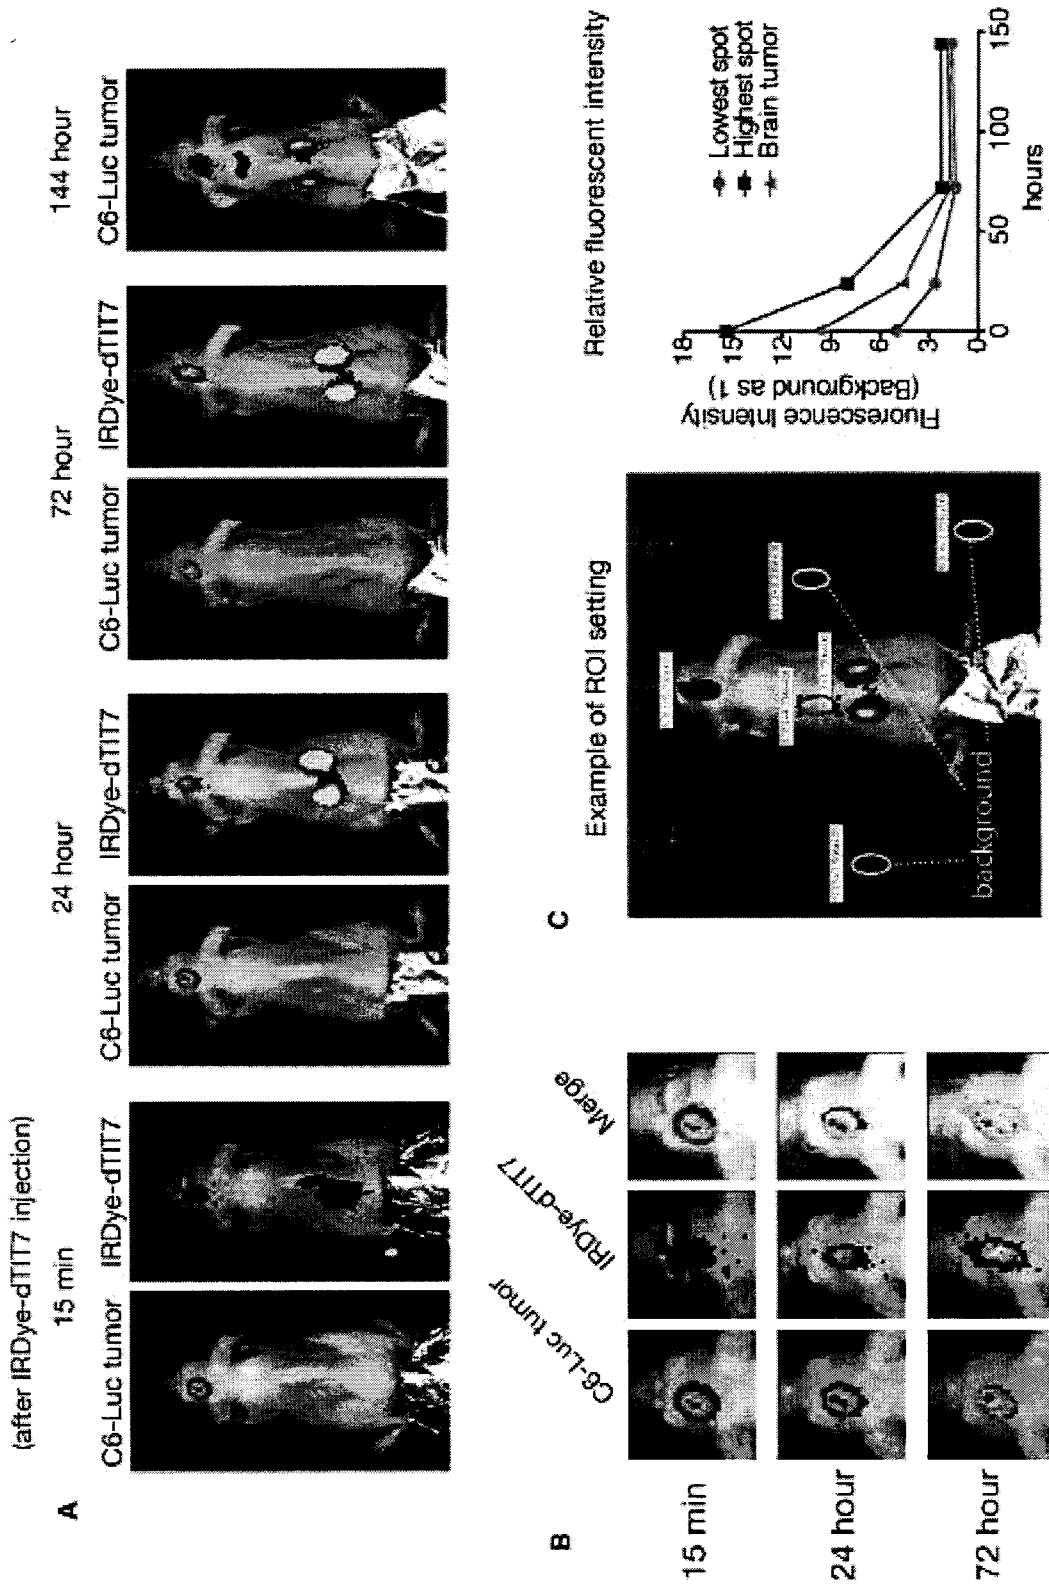 (after IRDye-dTIT7 injection)
A
15 min
24 hour
72 hour
144 hour
C6-Luc tumor
IRDye-dTIT7
C6-Luc tumor
IRDye-dTIT7
C6-Luc tumor
IRDye-dTIT7
C6-Luc tumor
B
C6-Luc tumor
IRDye-dTIT7
Merge
15 min
24 hour
72 hour
C
Example of ROI setting
background
Relative fluorescent intensity
Fluorescence Intensity
(Background as 1)
18
15
12
9
6
3
0
0
50
100
150
hours
Lowest spot
Highest spot
Brain tumor